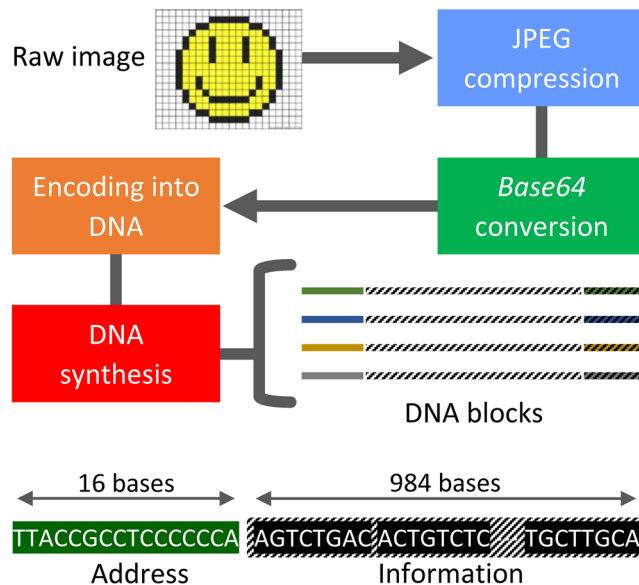 Raw image
JPEG
compression
Encoding into
DNA
Base64
conversion
DNA
synthesis
DNA blocks
16 bases
984 bases
TTACCGCCTCCCCCCA
AGTCTGAC ACTGTCTC ... TGCTTGCA
Address
Information